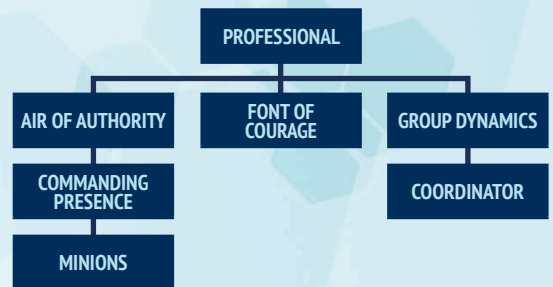 PROFESSIONAL
AIR OF AUTHORITY
FONT OF
COURAGE
GROUP DYNAMICS
COMMANDING
PRESENCE
COORDINATOR
MINIONS